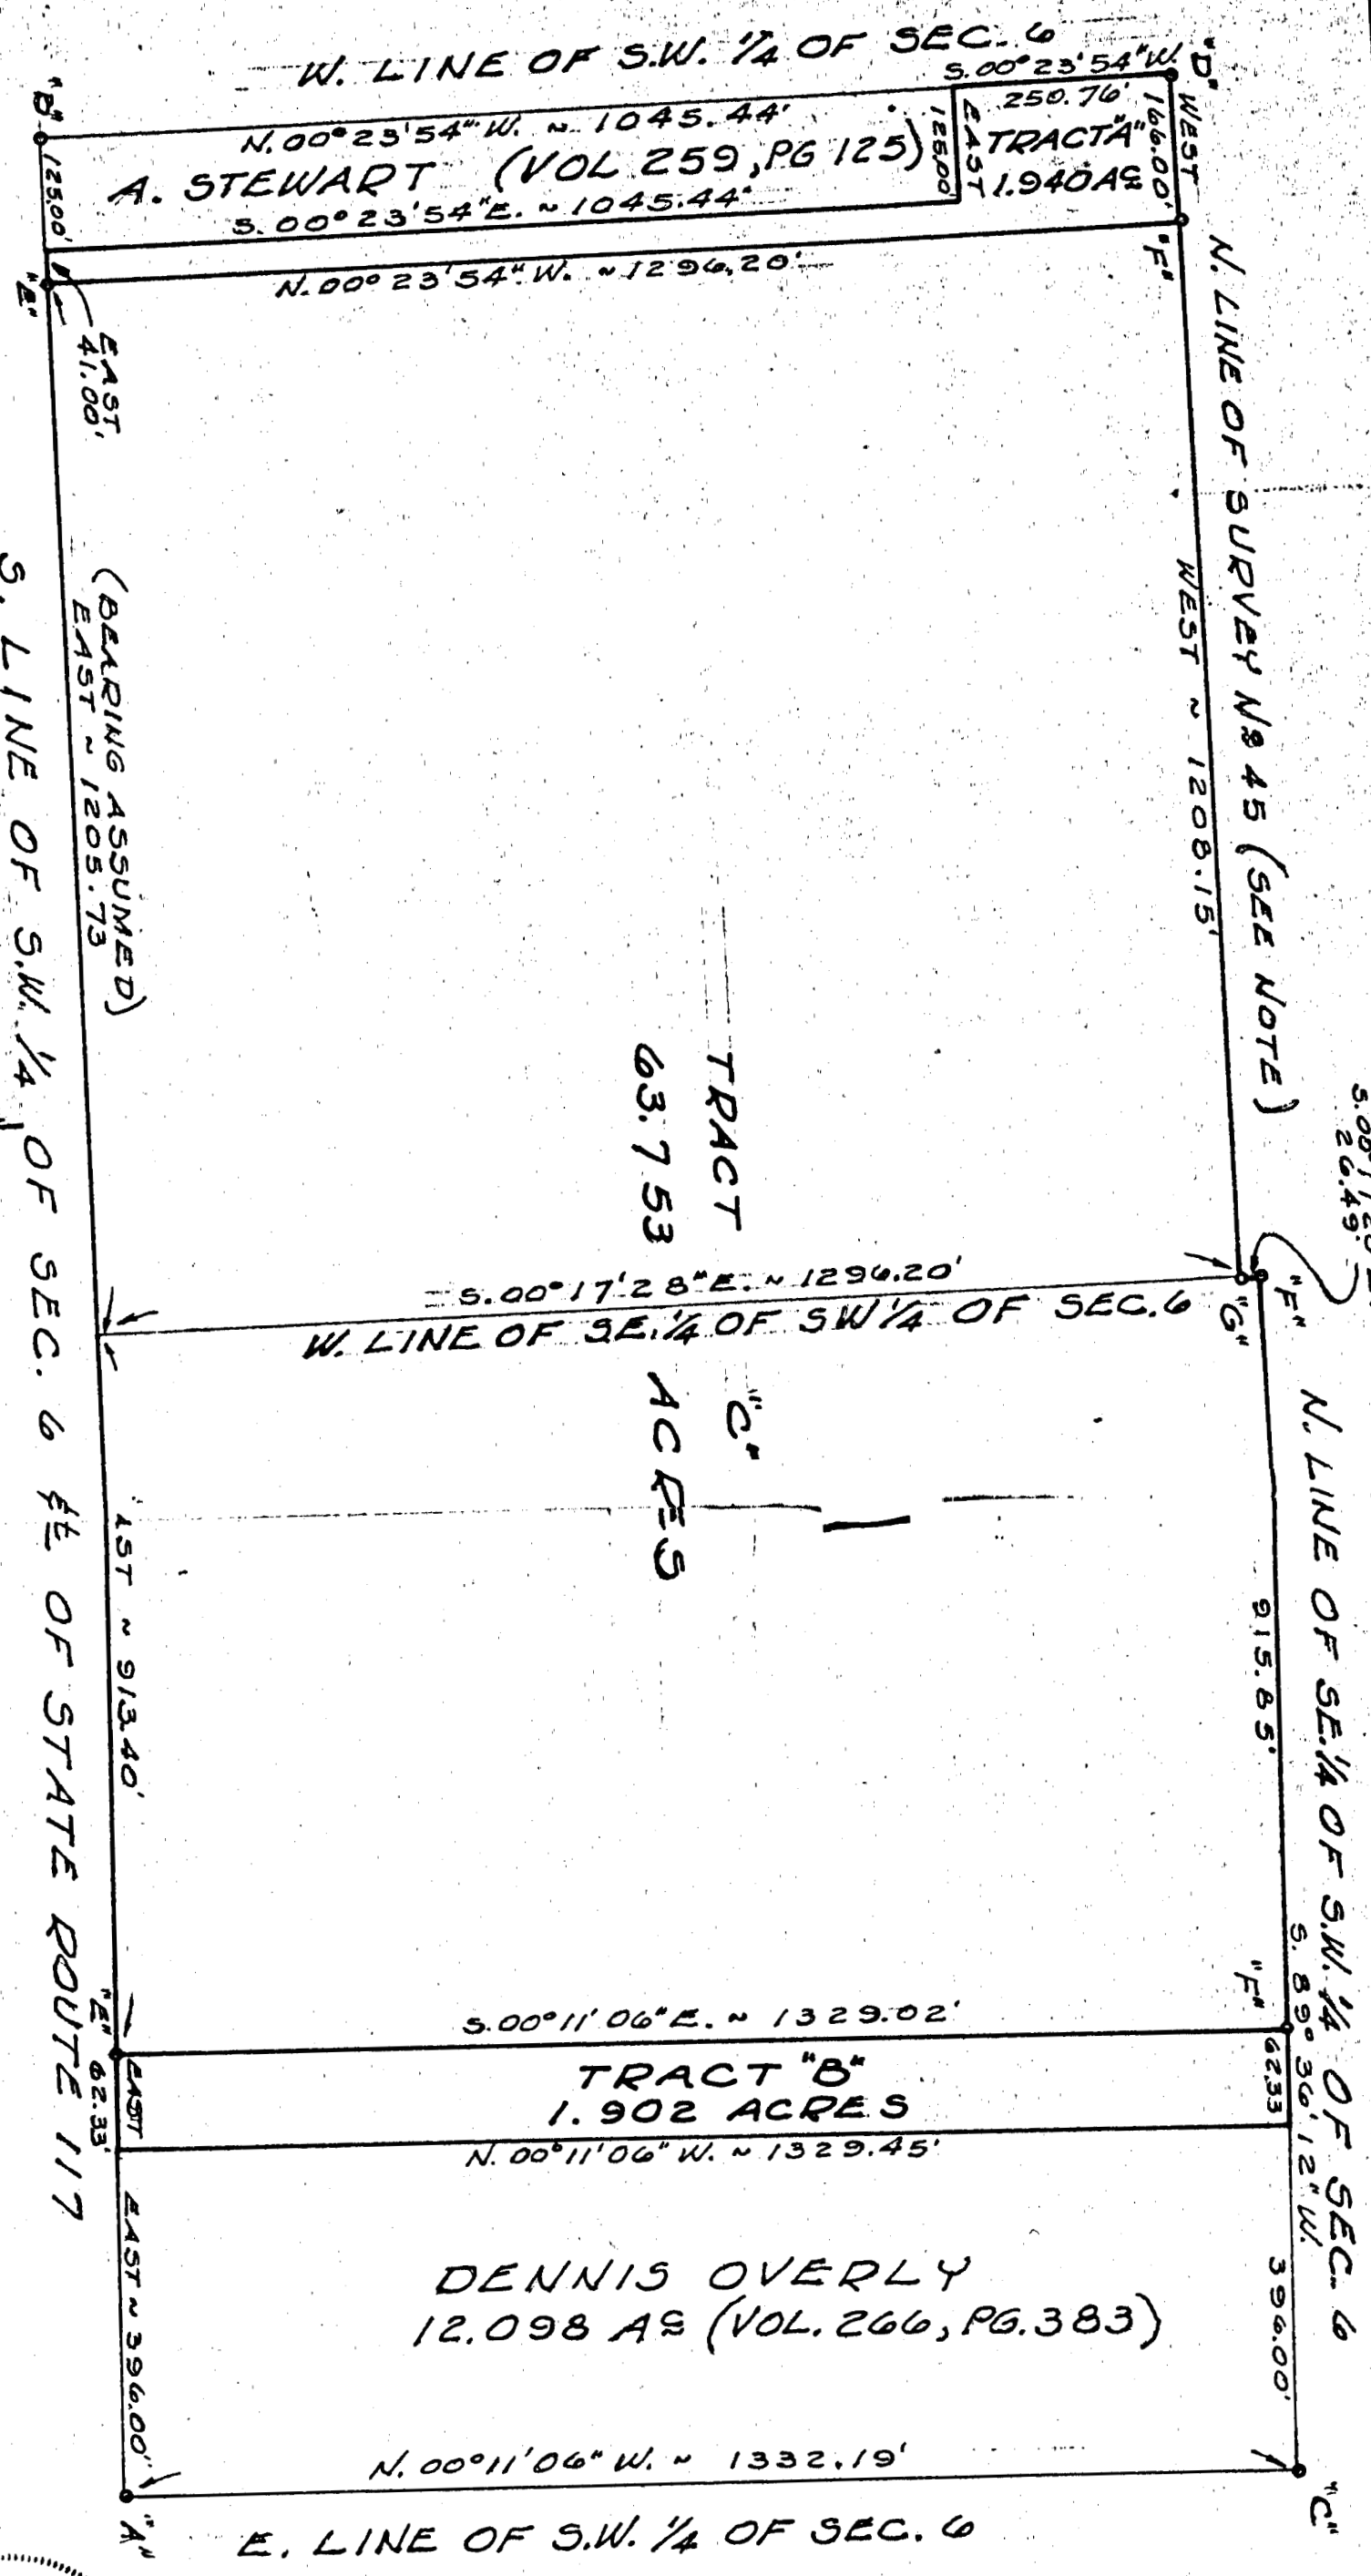 W. LINE OF S.W. 1/4 OF SEC. 6
S. 00° 23' 54" W.
"D"
WEST
166.00'
250.76'
TRACT "A"
1.940 AC
EAST
125.00'
"B"
125.00'
N. 00° 23' 54" W. ~ 1045.44'
A. STEWART (VOL 259, PG 125)
S. 00° 23' 54" E. ~ 1045.44'
N. 00° 23' 54" W. ~ 1296.20'
"E"
"F"
EAST
41.00'
N. LINE OF SURVEY No 45 (SEE NOTE)
WEST ~ 1208.15'
(BEARING ASSUMED)
EAST ~ 1205.73
S. LINE OF S.W. 1/4, OF SEC. 6 & ℄ OF STATE ROUTE 117
TRACT "C"
63.753 ACRES
26.49'
"F"
"G"
S. 00° 17' 28" E. ~ 1296.20'
W. LINE OF SE. 1/4 OF SW 1/4 OF SEC. 6
N. LINE OF SE. 1/4 OF S.W. 1/4 OF SEC. 6
915.85'
S. 89° 36' 12" W.
AST ~ 913.40'
"F"
"E"
S. 00° 11' 06" E. ~ 1329.02'
62.33
EAST
62.33'
TRACT "B"
1.902 ACRES
N. 00° 11' 06" W. ~ 1329.45'
EAST ~ 396.00'
396.00'
DENNIS OVERLY
12.098 AC (VOL. 266, PG. 383)
N. 00° 11' 06" W. ~ 1332.19'
"A"
"C"
E. LINE OF S.W. 1/4 OF SEC. 6